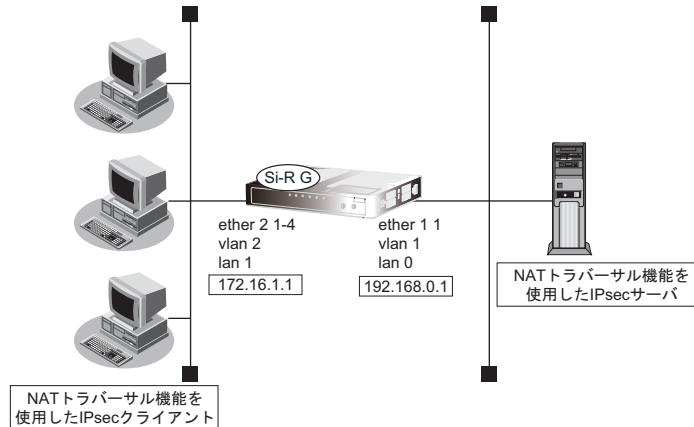 Si-R G
ether 2 1-4
vlan 2
lan 1
172.16.1.1
ether 1 1
vlan 1
lan 0
192.168.0.1
NATトラバーサル機能を
使用したIPsecサーバ
NATトラバーサル機能を
使用したIPsecクライアント